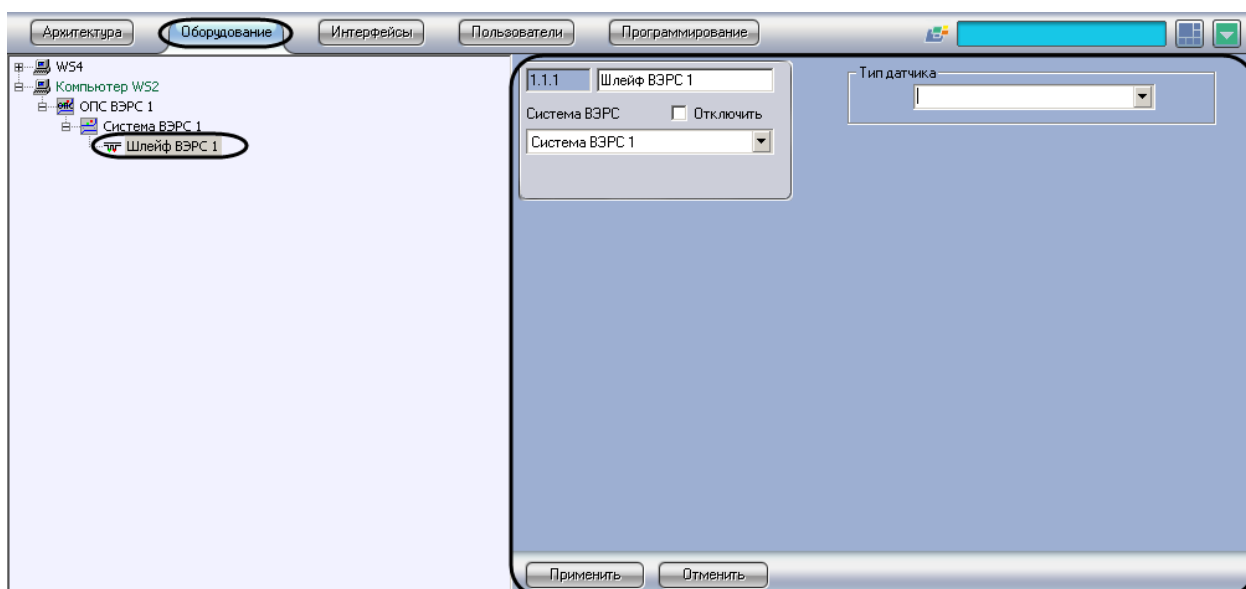 Архитектура Оборудование Интерфейсы Пользователи Программирование
WS4
Компьютер WS2
ОПС ВЭРС 1
Система ВЭРС 1
Шлейф ВЭРС 1
1.1.1 Шлейф ВЭРС 1
Система ВЭРС Отключить
Система ВЭРС 1
Тип датчика
Применить Отменить